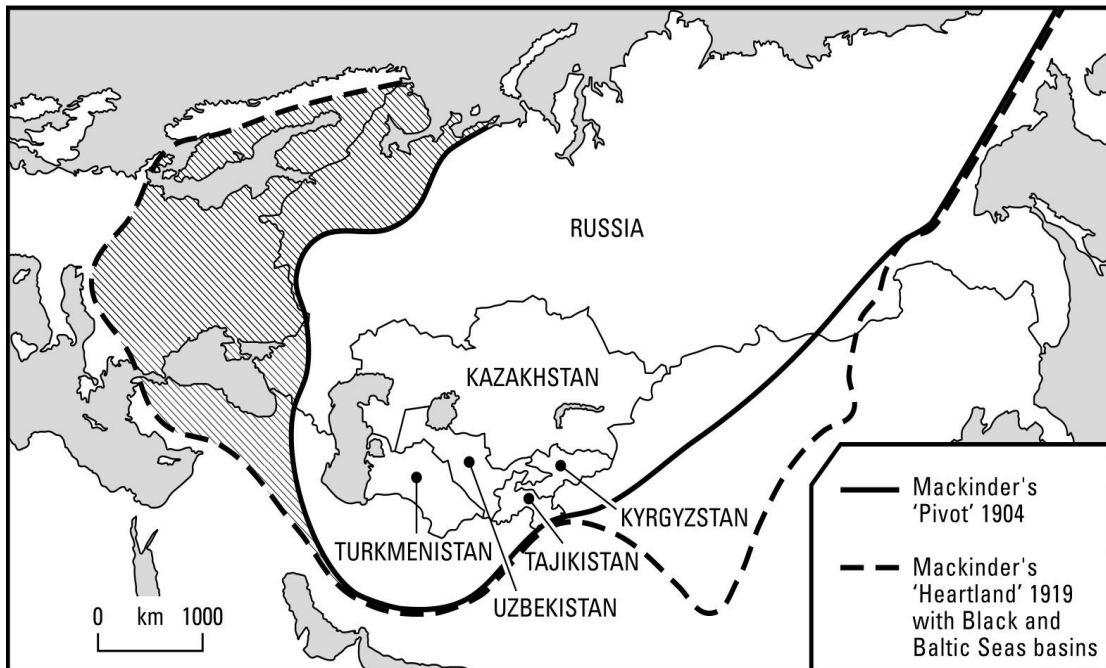 RUSSIA
KAZAKHSTAN
KYRGYZSTAN
TURKMENISTAN
TAJIKISTAN
UZBEKISTAN
0 km 1000
Mackinder's
‘Pivot’ 1904
Mackinder's
‘Heartland’ 1919
with Black and
Baltic Seas basins